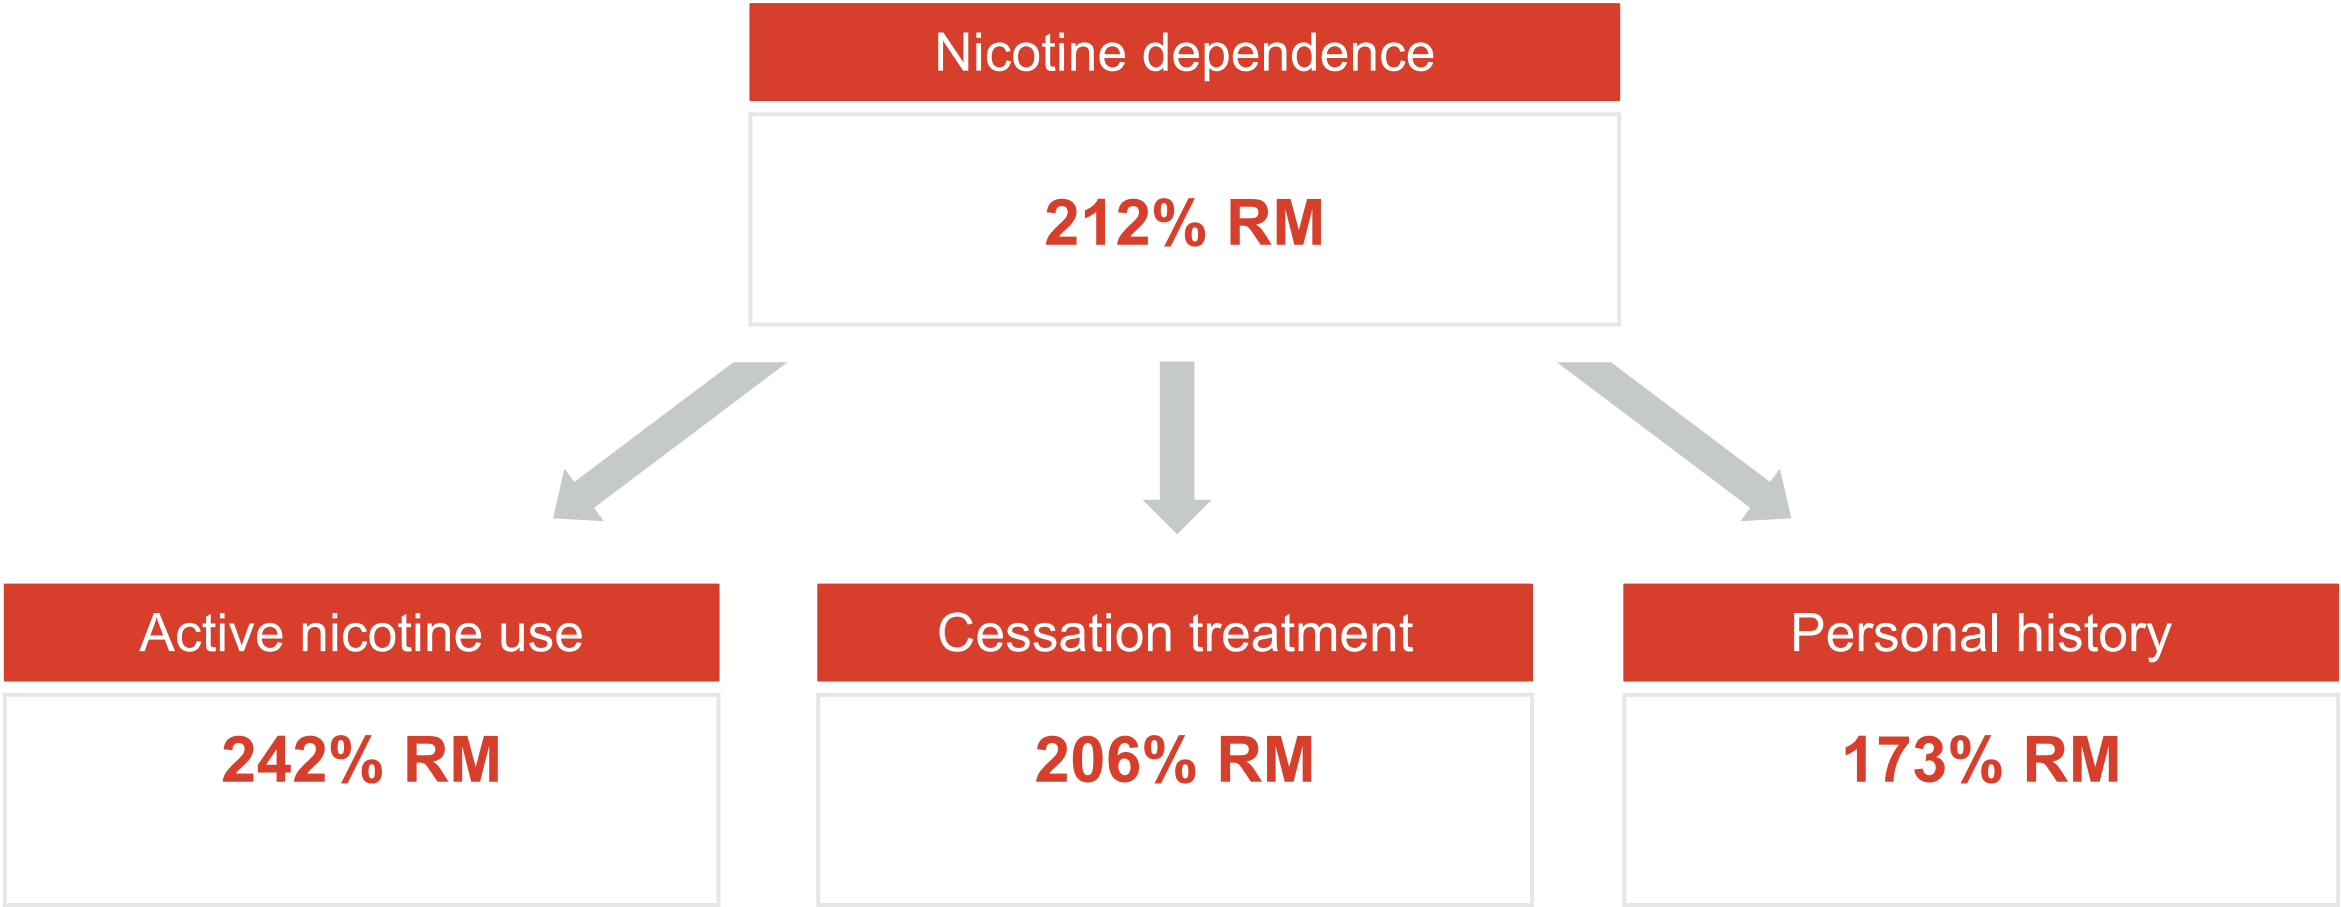 Nicotine dependence
212% RM
Active nicotine use
Cessation treatment
Personal history
242% RM
206% RM
173% RM